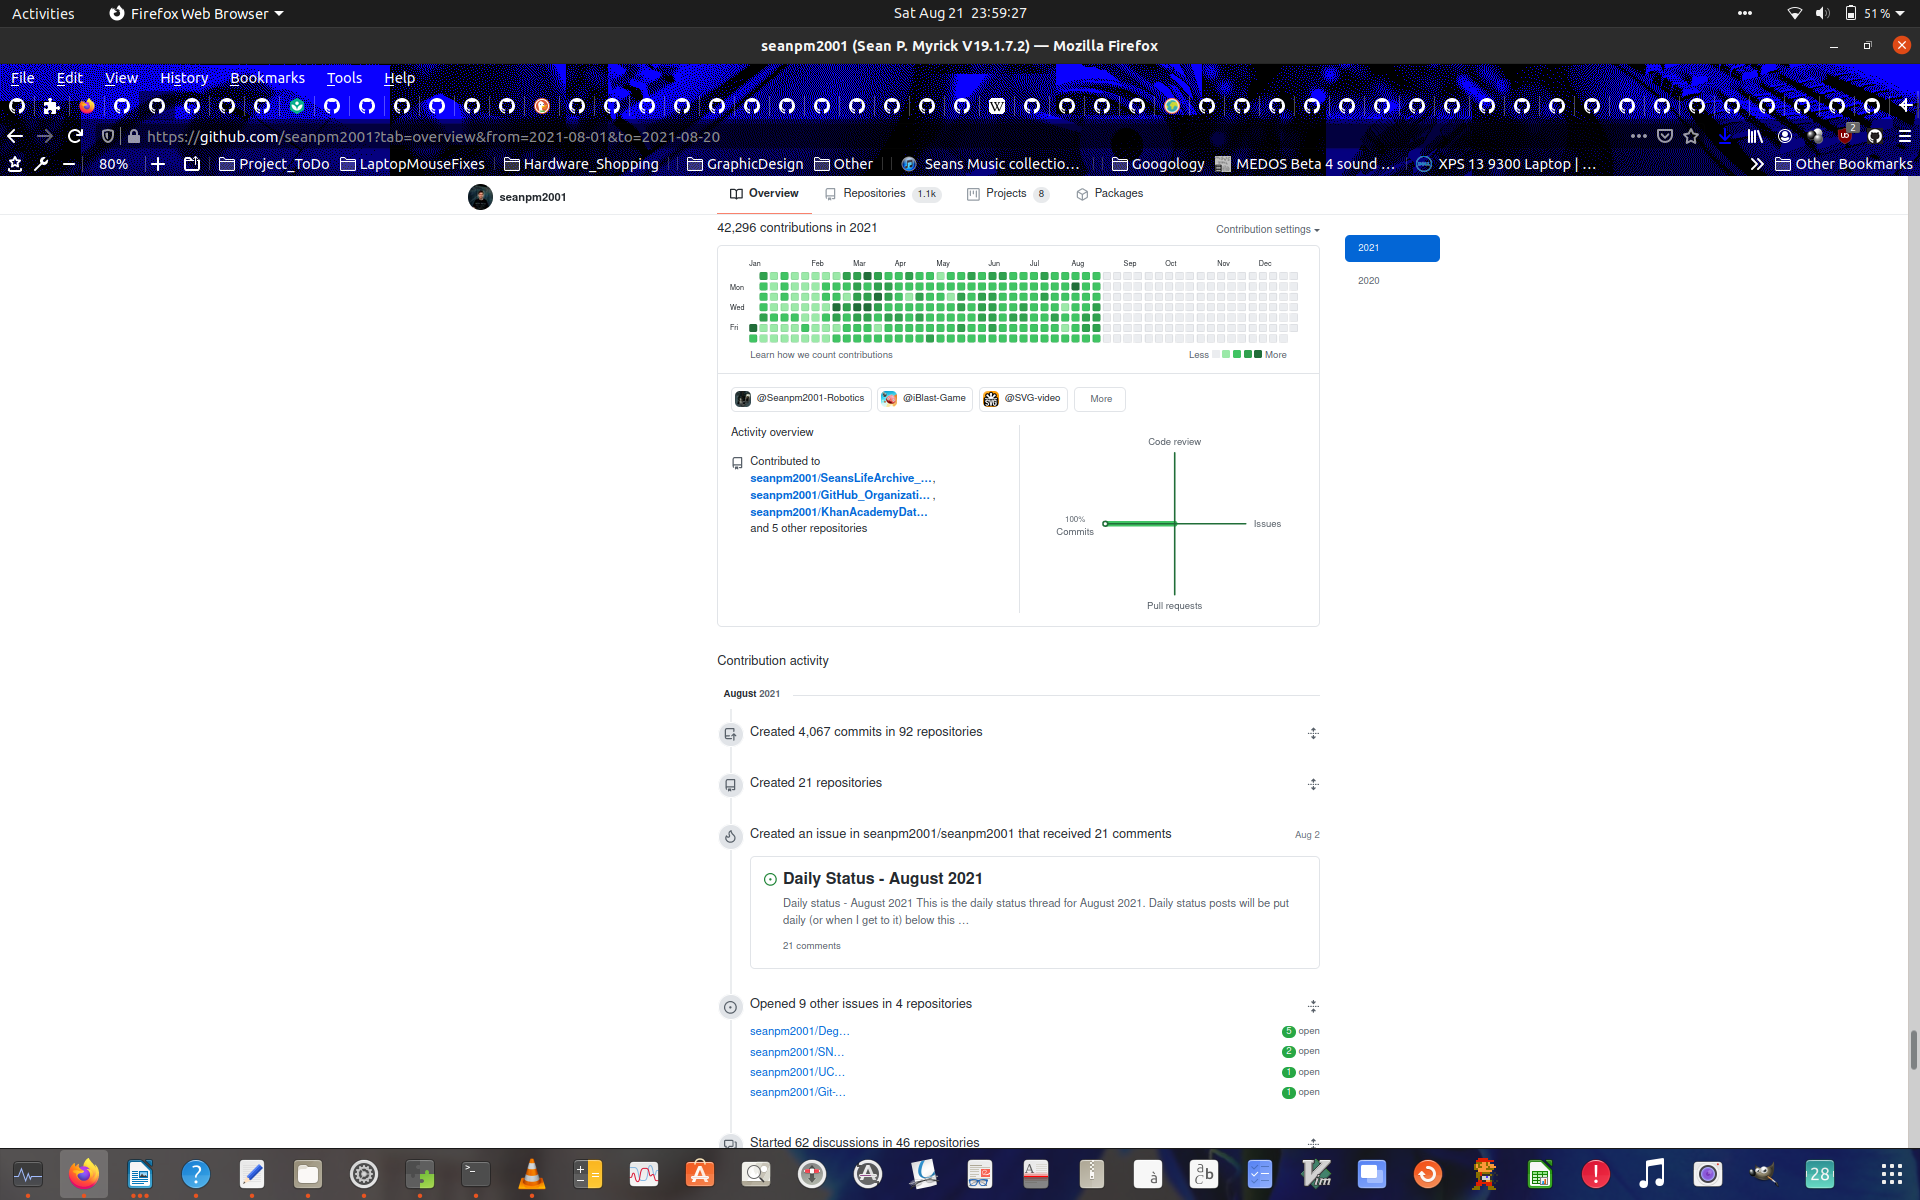 Activities
Firefox Web Browser
Sat Aug 21 23:59:27
51 %
seanpm2001 (Sean P. Myrick V19.1.7.2) — Mozilla Firefox
File Edit View History Bookmarks Tools Help
https://github.com/seanpm2001?tab=overview&from=2021-08-01&to=2021-08-20
2
80%
Project_ToDo
LaptopMouseFixes
Hardware_Shopping
GraphicDesign
Other
Seans Music collectio…
Googology
MEDOS Beta 4 sound …
XPS 13 9300 Laptop | …
Other Bookmarks
seanpm2001
Overview
Repositories 1.1k
Projects 8
Packages
42,296 contributions in 2021
Contribution settings
2021
2020
Jan Feb Mar Apr May Jun Jul Aug Sep Oct Nov Dec
Mon
Wed
Fri
Learn how we count contributions
Less More
@Seanpm2001-Robotics
@iBlast-Game
@SVG-video
More
Activity overview
Contributed to
seanpm2001/SeansLifeArchive_…,
seanpm2001/GitHub_Organizati…,
seanpm2001/KhanAcademyDat…
and 5 other repositories
Code review
100%
Commits
Issues
Pull requests
Contribution activity
August 2021
Created 4,067 commits in 92 repositories
Created 21 repositories
Created an issue in seanpm2001/seanpm2001 that received 21 comments
Aug 2
Daily Status - August 2021
Daily status - August 2021 This is the daily status thread for August 2021. Daily status posts will be put
daily (or when I get to it) below this …
21 comments
Opened 9 other issues in 4 repositories
seanpm2001/Deg… 5 open
seanpm2001/SN… 2 open
seanpm2001/UC… 1 open
seanpm2001/Git-… 1 open
Started 62 discussions in 46 repositories
28